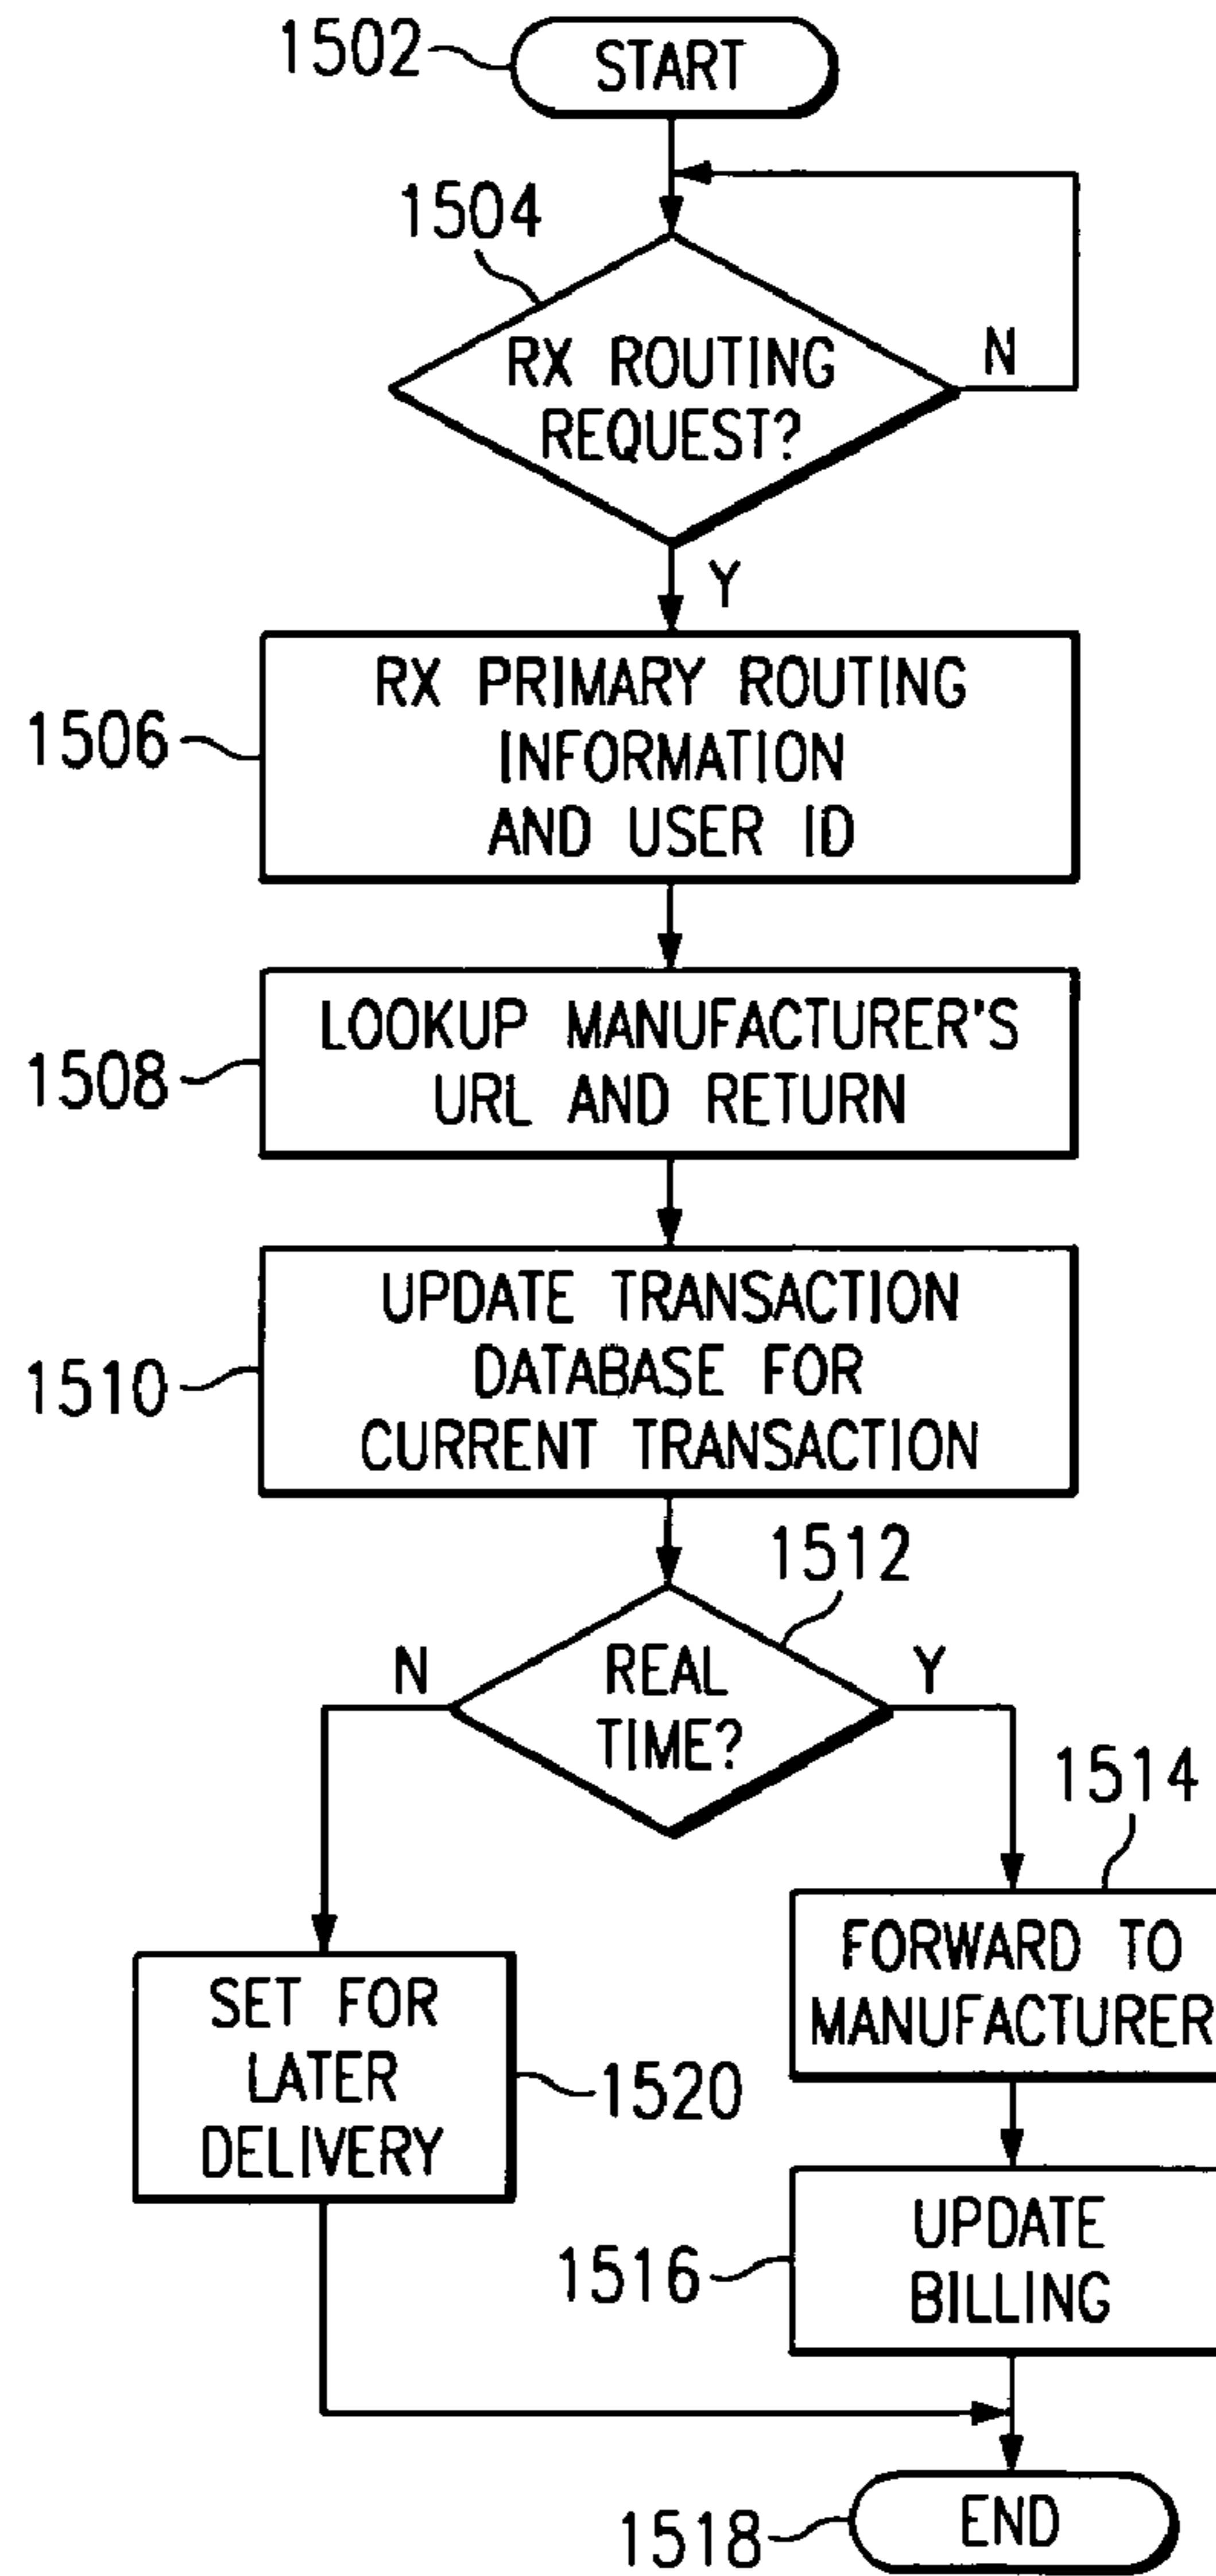 1502
START
1504
RX ROUTING
REQUEST?
N
Y
1506
RX PRIMARY ROUTING
INFORMATION
AND USER ID
1508
LOOKUP MANUFACTURER'S
URL AND RETURN
1510
UPDATE TRANSACTION
DATABASE FOR
CURRENT TRANSACTION
1512
N
REAL
TIME?
Y
1514
FORWARD TO
MANUFACTURER
SET FOR
LATER
DELIVERY
1520
1516
UPDATE
BILLING
1518
END